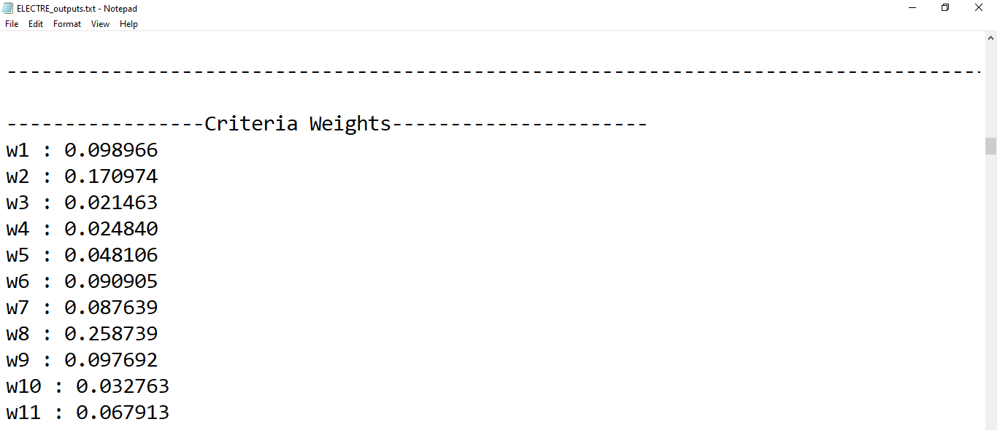 ELECTRE_outputs.txt - Notepad
File Edit Format View Help
-----------------------------------------------------------------------------------
-----------------Criteria Weights----------------------
w1 : 0.098966
w2 : 0.170974
w3 : 0.021463
w4 : 0.024840
w5 : 0.048106
w6 : 0.090905
w7 : 0.087639
w8 : 0.258739
w9 : 0.097692
w10 : 0.032763
w11 : 0.067913